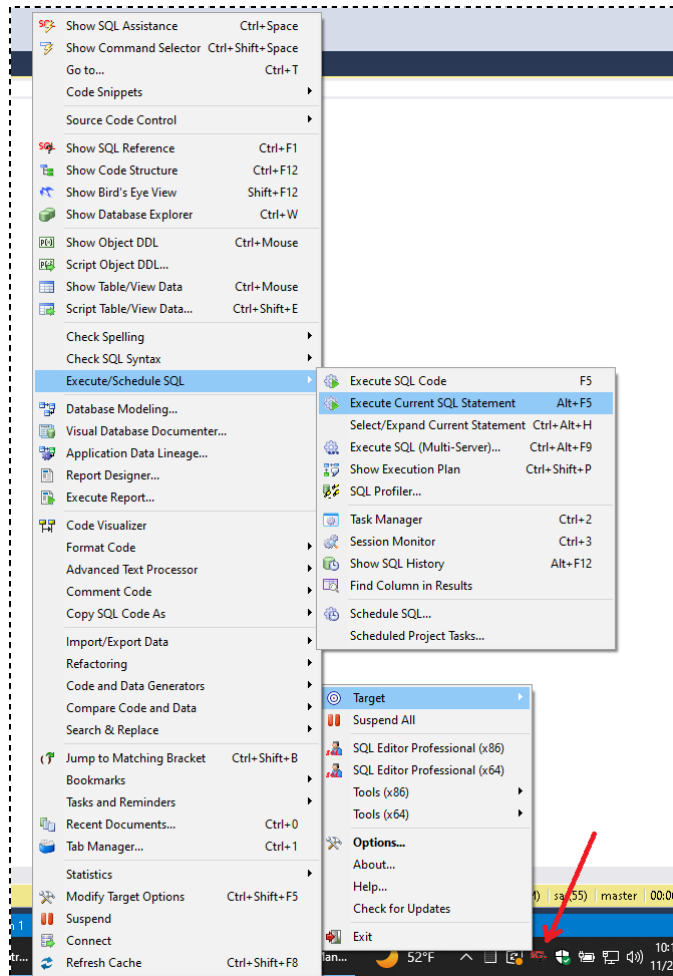 Show SQL Assistance Ctrl+Space
Show Command Selector Ctrl+Shift+Space
Go to... Ctrl+T
Code Snippets
Source Code Control
Show SQL Reference Ctrl+F1
Show Code Structure Ctrl+F12
Show Bird's Eye View Shift+F12
Show Database Explorer Ctrl+W
Show Object DDL Ctrl+Mouse
Script Object DDL...
Show Table/View Data Ctrl+Mouse
Script Table/View Data... Ctrl+Shift+E
Check Spelling
Check SQL Syntax
Execute/Schedule SQL
Database Modeling...
Visual Database Documenter...
Application Data Lineage...
Report Designer...
Execute Report...
Code Visualizer
Format Code
Advanced Text Processor
Comment Code
Copy SQL Code As
Import/Export Data
Refactoring
Code and Data Generators
Compare Code and Data
Search & Replace
Jump to Matching Bracket Ctrl+Shift+B
Bookmarks
Tasks and Reminders
Recent Documents... Ctrl+0
Tab Manager... Ctrl+1
Statistics
Modify Target Options Ctrl+Shift+F5
Suspend
Connect
Refresh Cache Ctrl+Shift+F8
Execute SQL Code F5
Execute Current SQL Statement Alt+F5
Select/Expand Current Statement Ctrl+Alt+H
Execute SQL (Multi-Server)... Ctrl+Alt+F9
Show Execution Plan Ctrl+Shift+P
SQL Profiler...
Task Manager Ctrl+2
Session Monitor Ctrl+3
Show SQL History Alt+F12
Find Column in Results
Schedule SQL...
Scheduled Project Tasks...
Target
Suspend All
SQL Editor Professional (x86)
SQL Editor Professional (x64)
Tools (x86)
Tools (x64)
Options...
About...
Help...
Check for Updates
Exit
sa (55) master 00:0
52°F
10:1
11/2